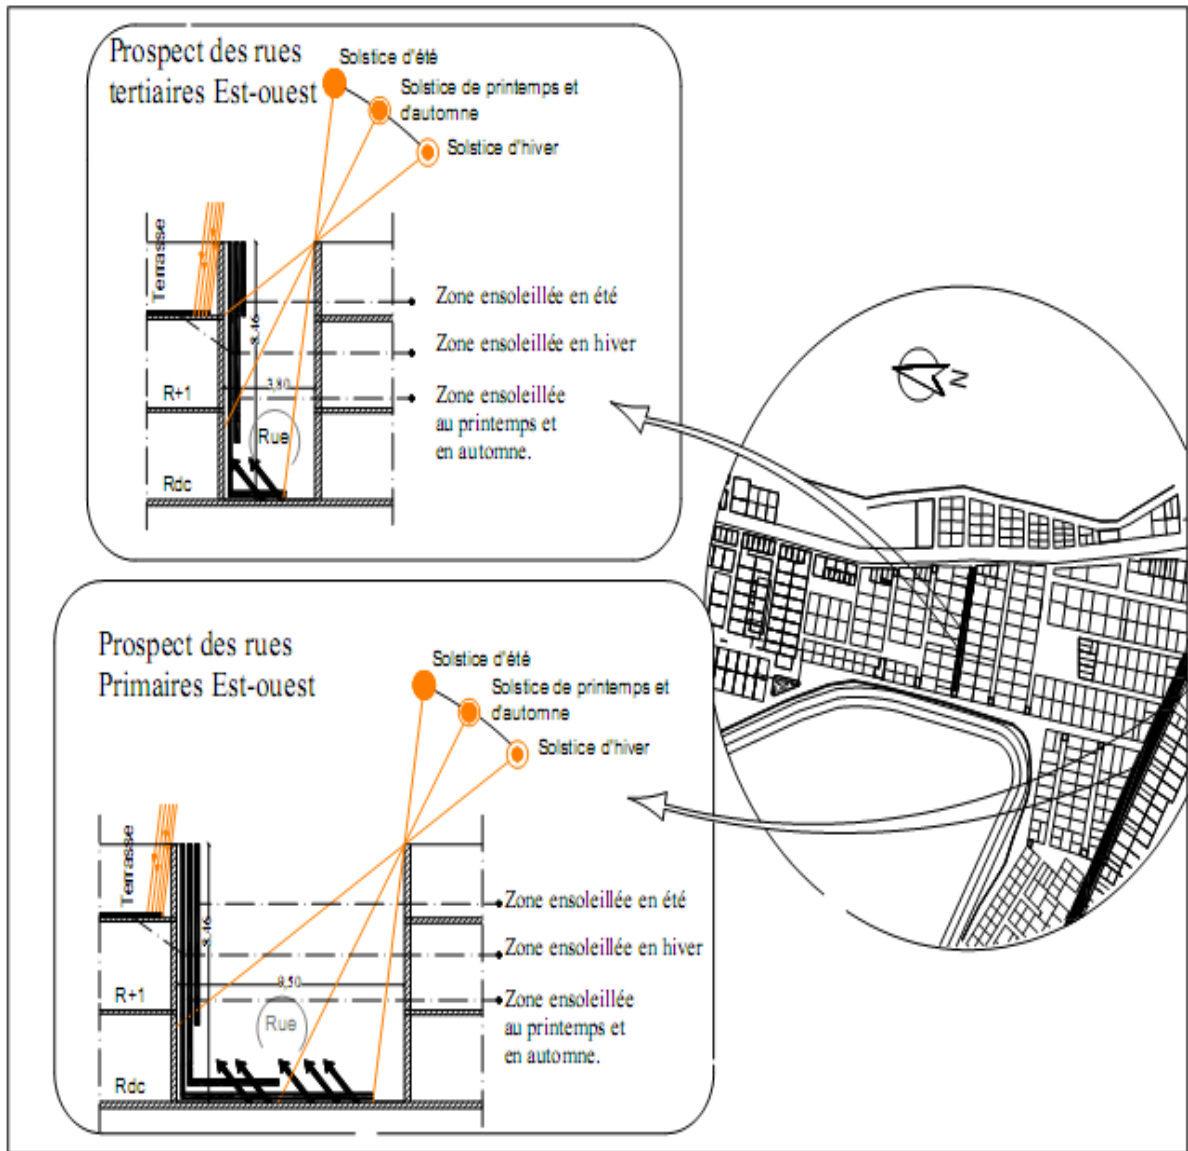 Prospect des rues
tertiaires Est-ouest
Solstice d'été
Solstice de printemps et
d'automne
Solstice d'hiver
Terrasse
Zone ensoleillée en été
8.46
Zone ensoleillée en hiver
R+1
3,80
Zone ensoleillée
au printemps et
en automne.
Rue
Rdc
N
Prospect des rues
Primaires Est-ouest
Solstice d'été
Solstice de printemps et
d'automne
Solstice d'hiver
Terrasse
Zone ensoleillée en été
8.46
Zone ensoleillée en hiver
R+1
9,50
Zone ensoleillée
au printemps et
en automne.
Rue
Rdc